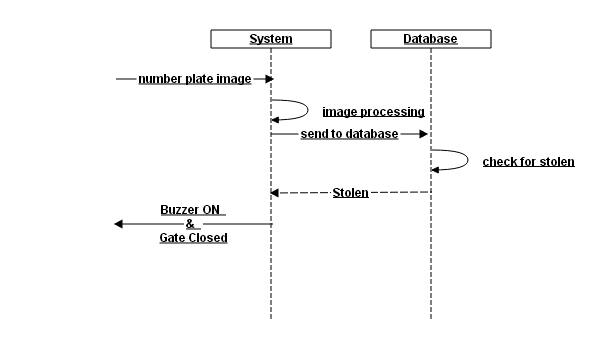 System
Database
number plate image
image processing
send to database
check for stolen
Stolen
Buzzer ON
&
Gate Closed